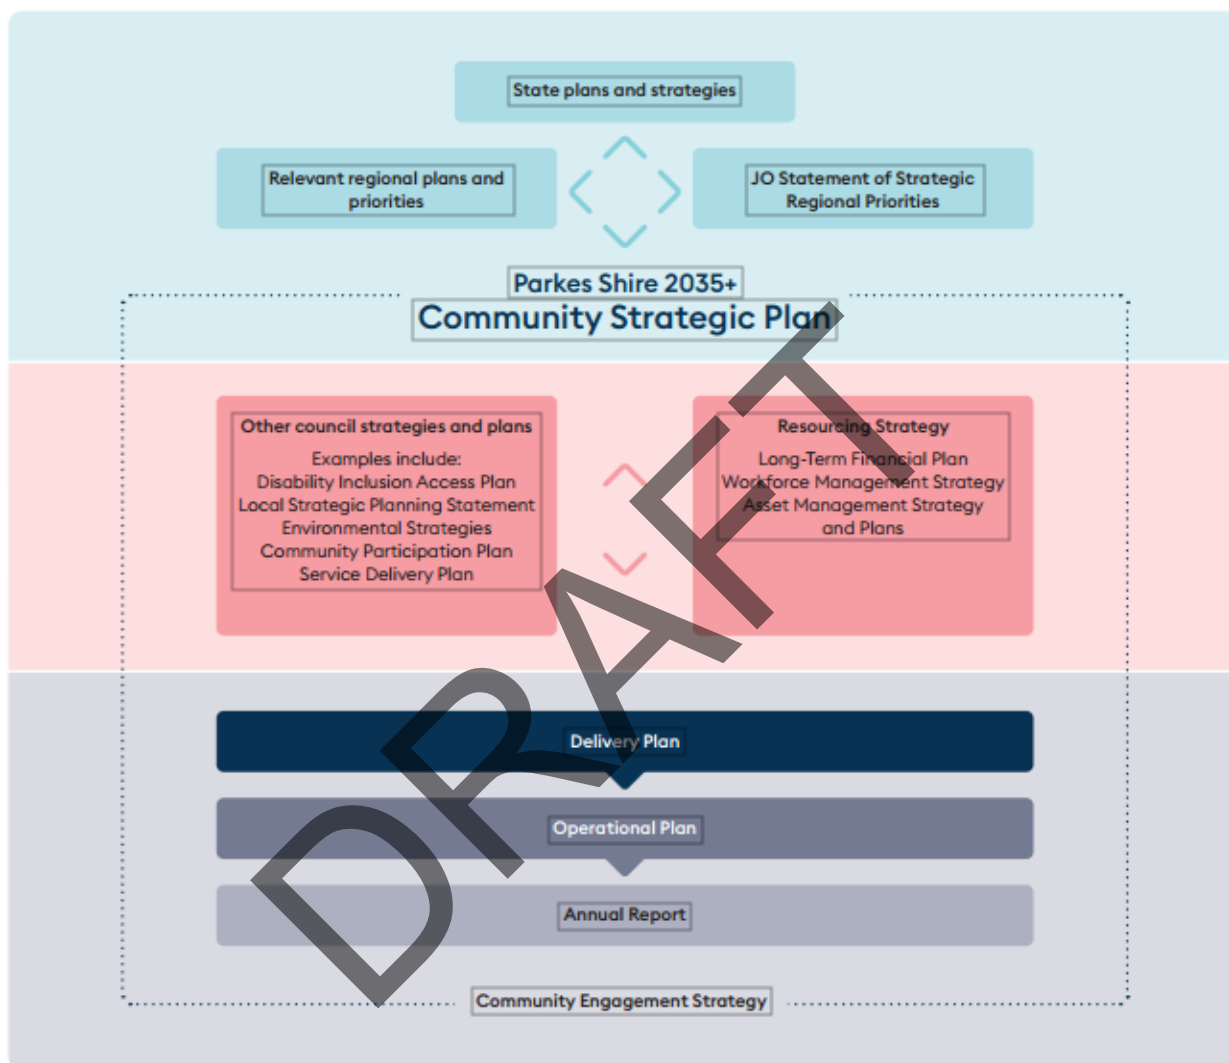 State plans and strategies
Relevant regional plans and
priorities
JO Statement of Strategic
Regional Priorities
Parkes Shire 2035+
Community Strategic Plan
Other council strategies and plans
Examples include:
Disability Inclusion Access Plan
Local Strategic Planning Statement
Environmental Strategies
Community Participation Plan
Service Delivery Plan
Resourcing Strategy
Long-Term Financial Plan
Workforce Management Strategy
Asset Management Strategy
and Plans
Delivery Plan
Operational Plan
Annual Report
Community Engagement Strategy
DRAFT